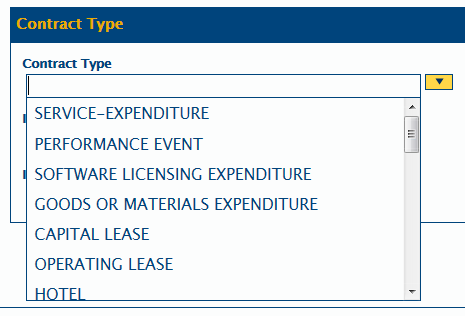 Contract Type
Contract Type
SERVICE-EXPENDITURE
PERFORMANCE EVENT
SOFTWARE LICENSING EXPENDITURE
GOODS OR MATERIALS EXPENDITURE
CAPITAL LEASE
OPERATING LEASE
HOTEL